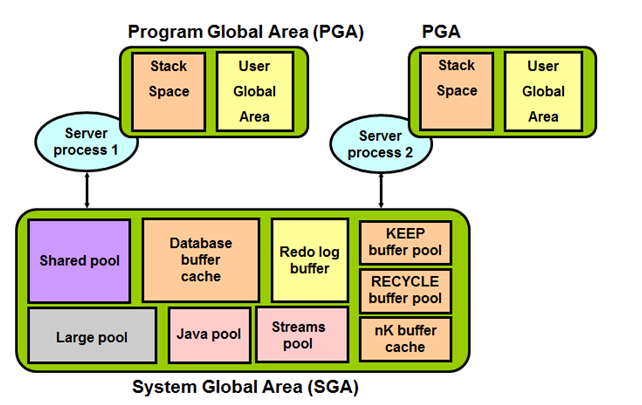 Program Global Area (PGA)
PGA
Stack
Space
User
Global
Area
Stack
Space
User
Global
Area
Server
process 1
Server
process 2
Shared pool
Database
buffer
cache
Redo log
buffer
KEEP
buffer pool
RECYCLE
buffer pool
nK buffer
cache
Large pool
Java pool
Streams
pool
System Global Area (SGA)